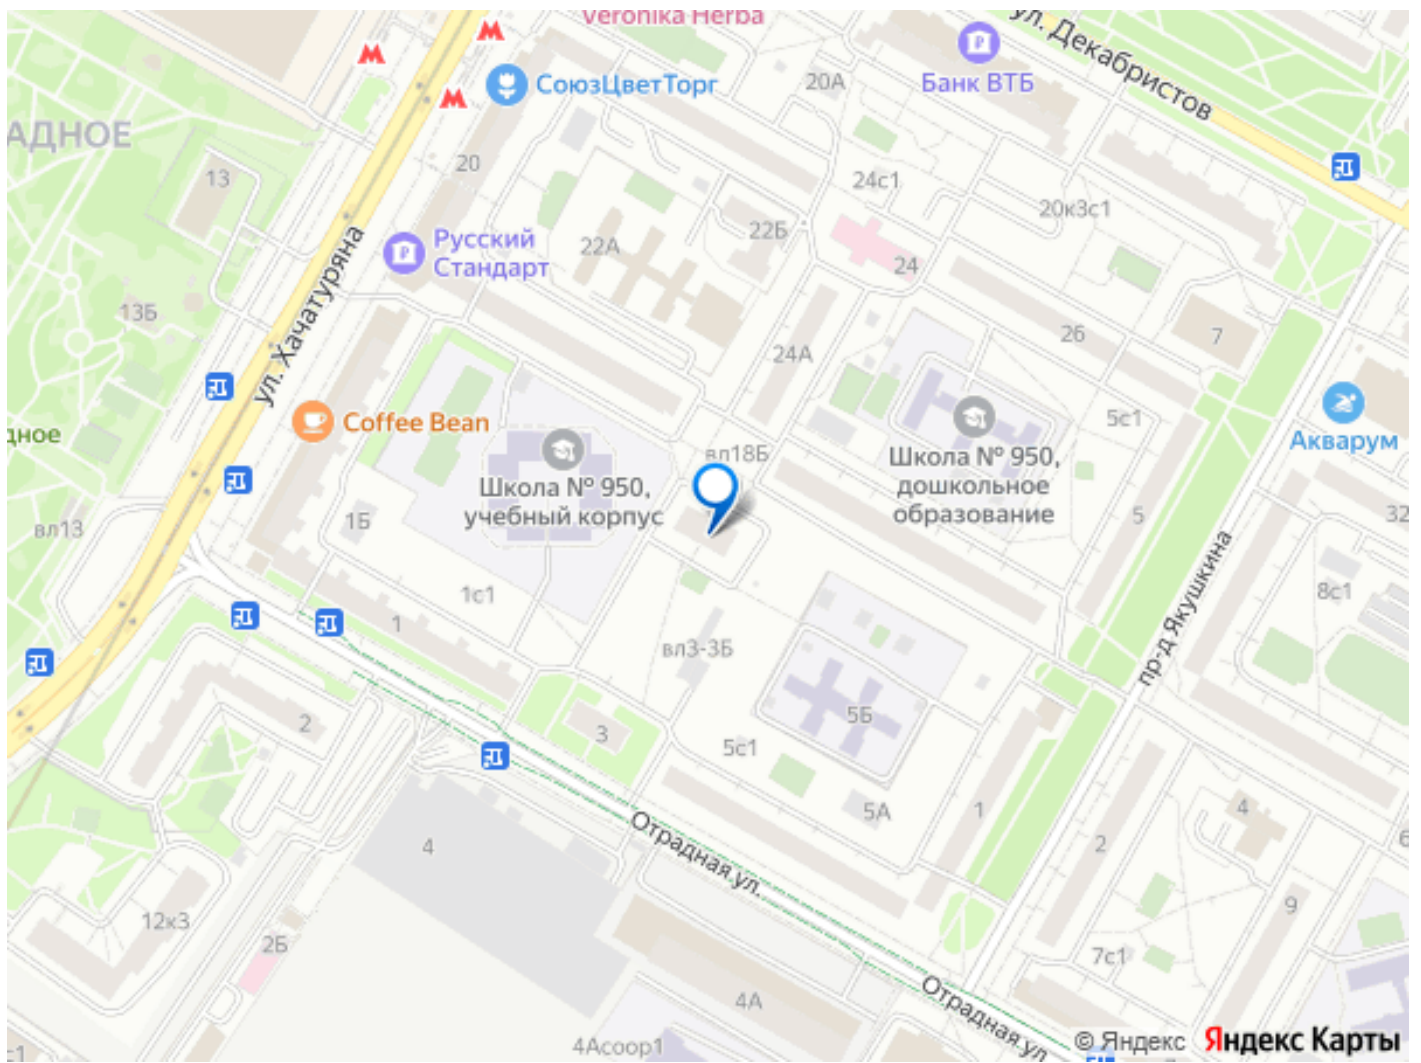 Veronika Herba
ул. Декабристов
Банк ВТБ
СоюзЦветТорг
20А
АДНОЕ
20
13
24с1
20к3с1
22Б
22А
Русский
Стандарт
24
13Б
ул. Хачатуряна
26
7
24А
5с1
Coffee Bean
дное
Акварум
вл18Б
Школа № 950,
дошкольное
образование
Школа № 950,
учебный корпус
1Б
5
32
вл13
пр-д Якушкина
8с1
1с1
1
вл3-3Б
5Б
2
3
5с1
5А
1
4
2
4
Отрадная ул.
12к3
9
2Б
7с1
4А
Отрадная ул.
4Асоор1
с1
6
© Яндекс Яндекс Карты